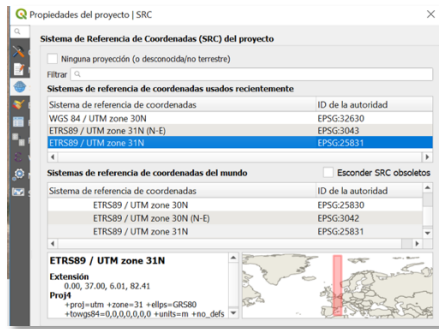 Propiedades del proyecto | SRC
Sistema de Referencia de Coordenadas (SRC) del proyecto
Ninguna proyección (o desconocida/no terrestre)
Filtrar
Sistemas de referencia de coordenadas usados recientemente
Sistema de referencia de coordenadas ID de la autoridad
WGS 84 / UTM zone 30N EPSG:32630
ETRS89 / UTM zone 31N (N-E) EPSG:3043
ETRS89 / UTM zone 31N EPSG:25831
Sistemas de referencia de coordenadas del mundo Esconder SRC obsoletos
Sistema de referencia de coordenadas ID de la autoridad
ETRS89 / UTM zone 30N EPSG:25830
ETRS89 / UTM zone 30N (N-E) EPSG:3042
ETRS89 / UTM zone 31N EPSG:25831
ETRS89 / UTM zone 31N
Extensión
0.00, 37.00, 6.01, 82.41
Proj4
+proj=utm +zone=31 +ellps=GRS80
+towgs84=0,0,0,0,0,0,0 +units=m +no_defs